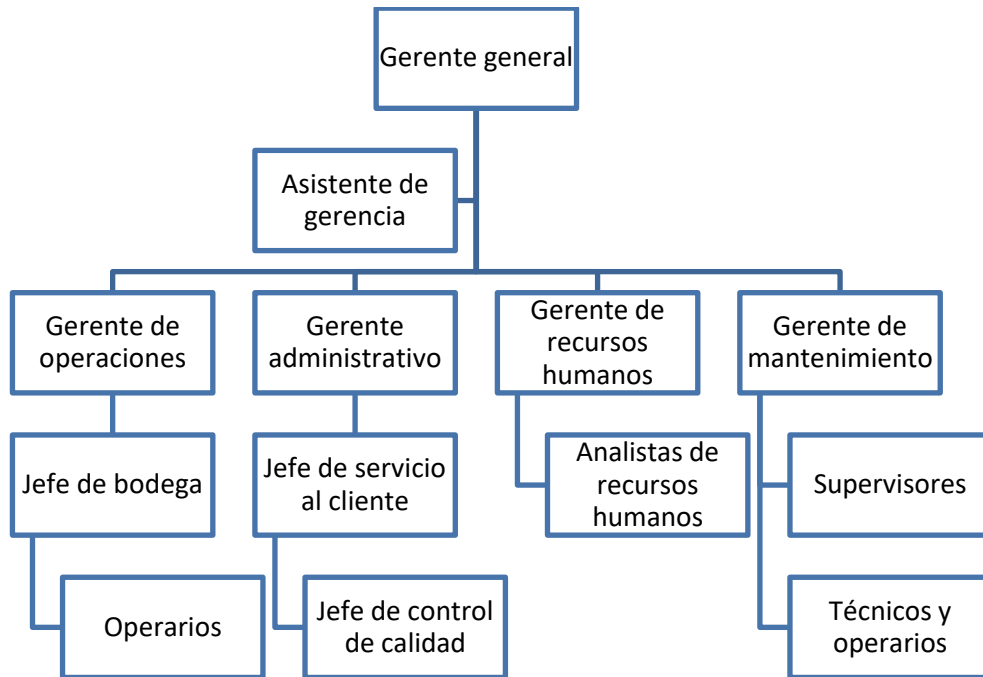 Gerente general
Asistente de
gerencia
Gerente de
operaciones
Gerente
administrativo
Gerente de
recursos
humanos
Gerente de
mantenimiento
Jefe de bodega
Jefe de servicio
al cliente
Analistas de
recursos
humanos
Supervisores
Operarios
Jefe de control
de calidad
Técnicos y
operarios